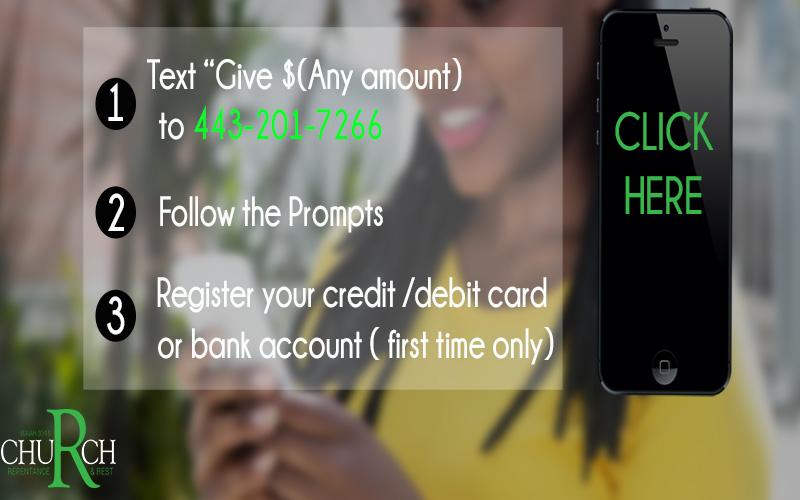 1
Text “Give $(Any amount)
to 443-201-7266
2
Follow the Prompts
3
Register your credit /debit card
or bank account ( first time only)
CLICK
HERE
CHURCH
REPENTANCE & REST